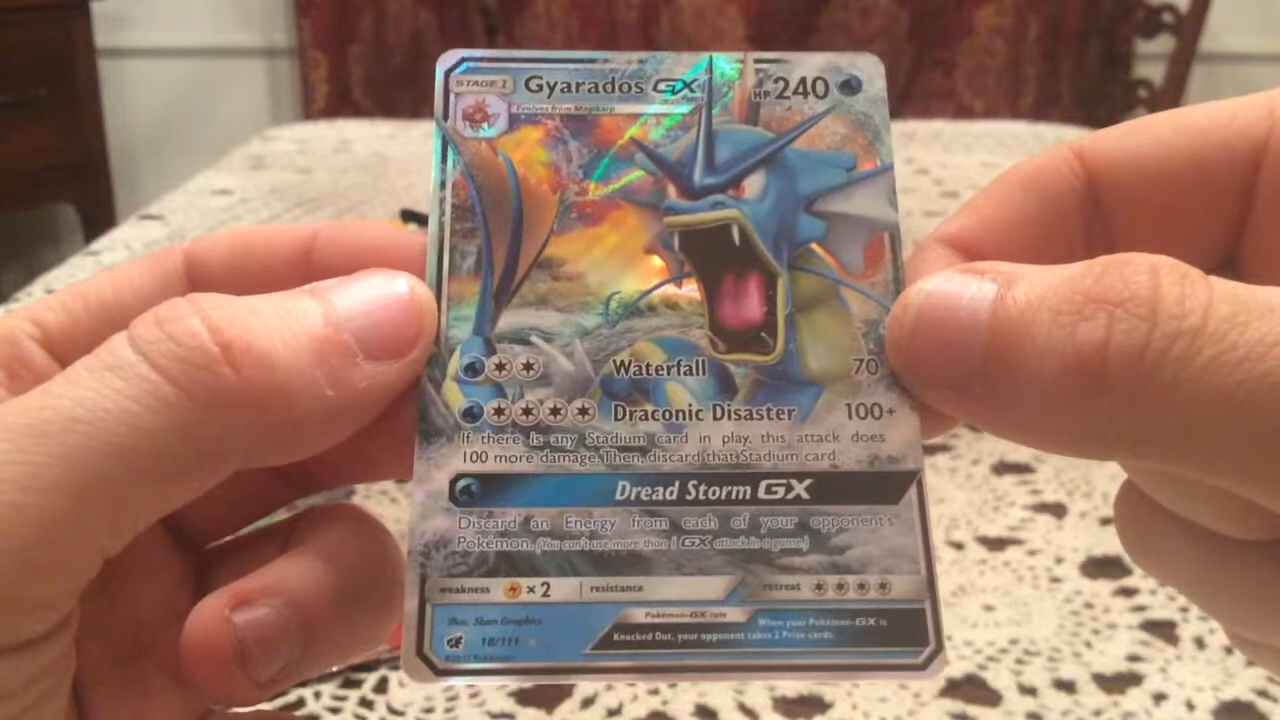 STAGE 1 Gyarados GX HP 240
Evolves from Magikarp
Waterfall 70
Draconic Disaster 100+
If there is any Stadium card in play, this attack does
100 more damage. Then, discard that Stadium card.
Dread Storm GX
Discard an Energy from each of your opponent's
Pokémon. (You can't use more than 1 GX attack in a game.)
weakness ×2 resistance retreat
Illus. 5ban Graphics
Pokémon-GX rule
When your Pokémon-GX is
Knocked Out, your opponent takes 2 Prize cards.
18/111
©2017 Pokémon